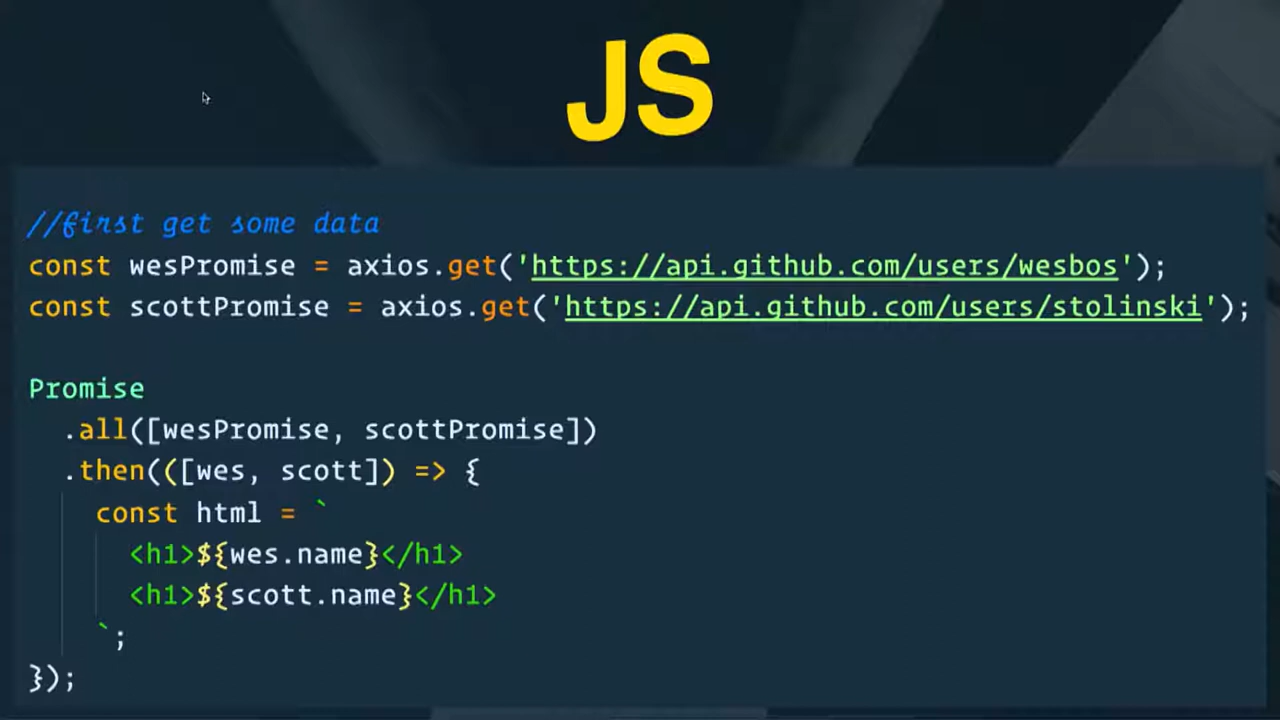 JS
//first get some data
const wesPromise = axios.get('https://api.github.com/users/wesbos');
const scottPromise = axios.get('https://api.github.com/users/stolinski');
Promise
.all([wesPromise, scottPromise])
.then(([wes, scott]) => {
const html = `
<h1>${wes.name}</h1>
<h1>${scott.name}</h1>
`;
});